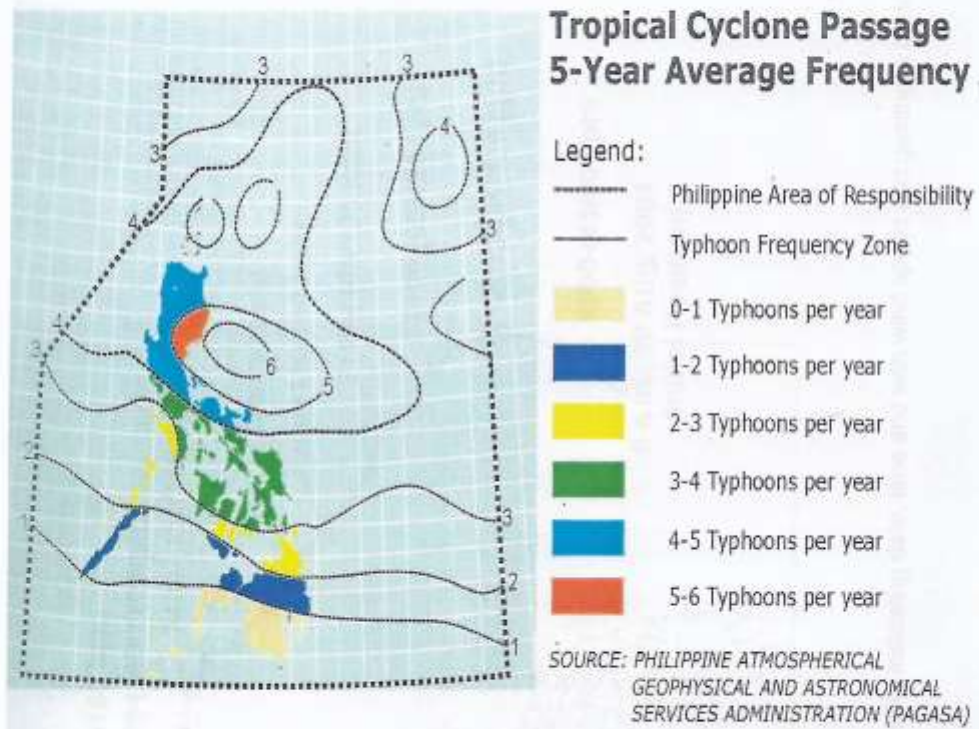 Tropical Cyclone Passage
5-Year Average Frequency
Legend:
Philippine Area of Responsibility
Typhoon Frequency Zone
0-1 Typhoons per year
1-2 Typhoons per year
2-3 Typhoons per year
3-4 Typhoons per year
4-5 Typhoons per year
5-6 Typhoons per year
SOURCE: PHILIPPINE ATMOSPHERICAL
GEOPHYSICAL AND ASTRONOMICAL
SERVICES ADMINISTRATION (PAGASA)
3
3
3
4
4
3
4
3
6
5
2
1
3
2
1